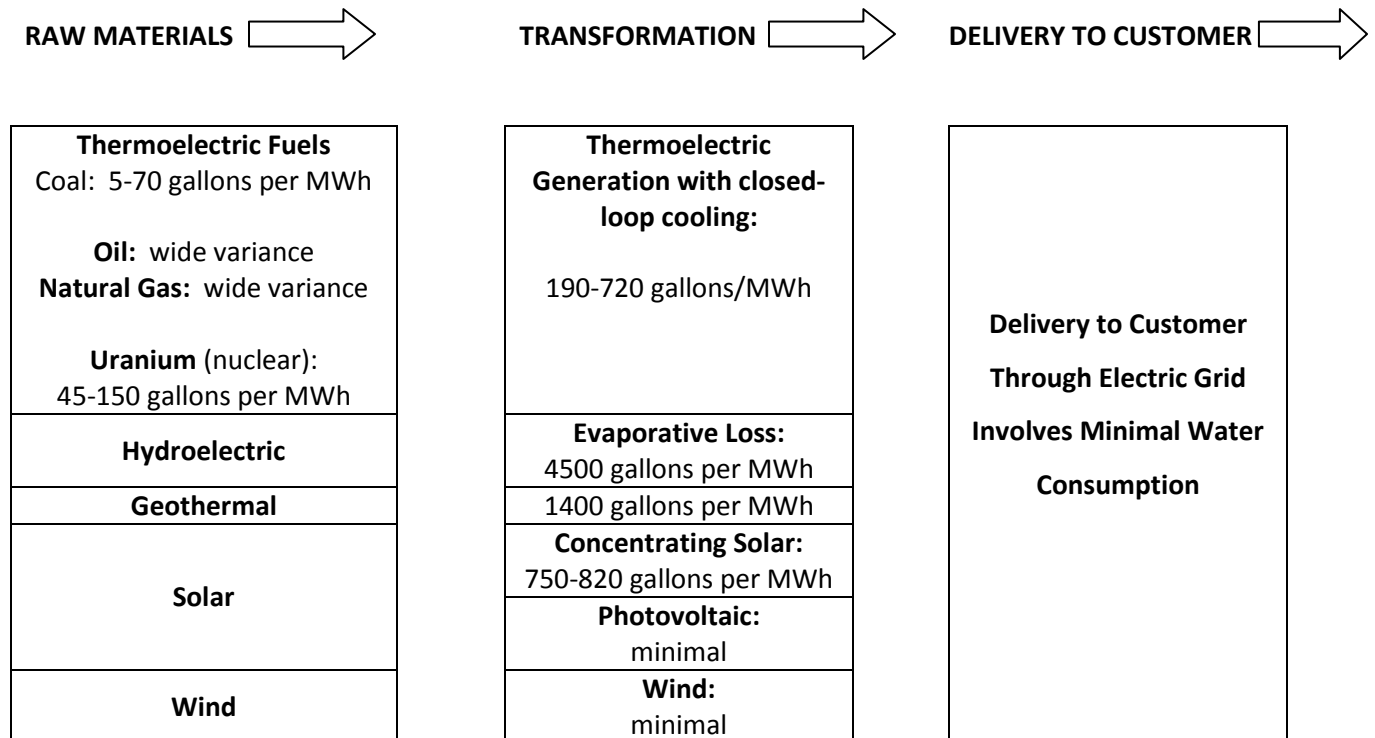 RAW MATERIALS
TRANSFORMATION
DELIVERY TO CUSTOMER
Thermoelectric Fuels
Coal: 5-70 gallons per MWh
Oil: wide variance
Natural Gas: wide variance
Uranium (nuclear):
45-150 gallons per MWh
Hydroelectric
Geothermal
Solar
Wind
Thermoelectric
Generation with closed-
loop cooling:
190-720 gallons/MWh
Evaporative Loss:
4500 gallons per MWh
1400 gallons per MWh
Concentrating Solar:
750-820 gallons per MWh
Photovoltaic:
minimal
Wind:
minimal
Delivery to Customer
Through Electric Grid
Involves Minimal Water
Consumption